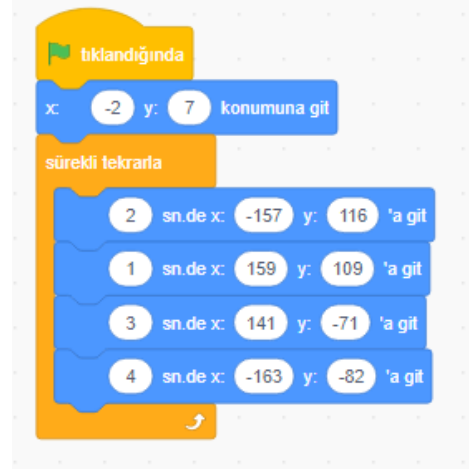 tıklandığında
x: -2 y: 7 konumuna git
sürekli tekrarla
2 sn.de x: -157 y: 116 'a git
1 sn.de x: 159 y: 109 'a git
3 sn.de x: 141 y: -71 'a git
4 sn.de x: -163 y: -82 'a git